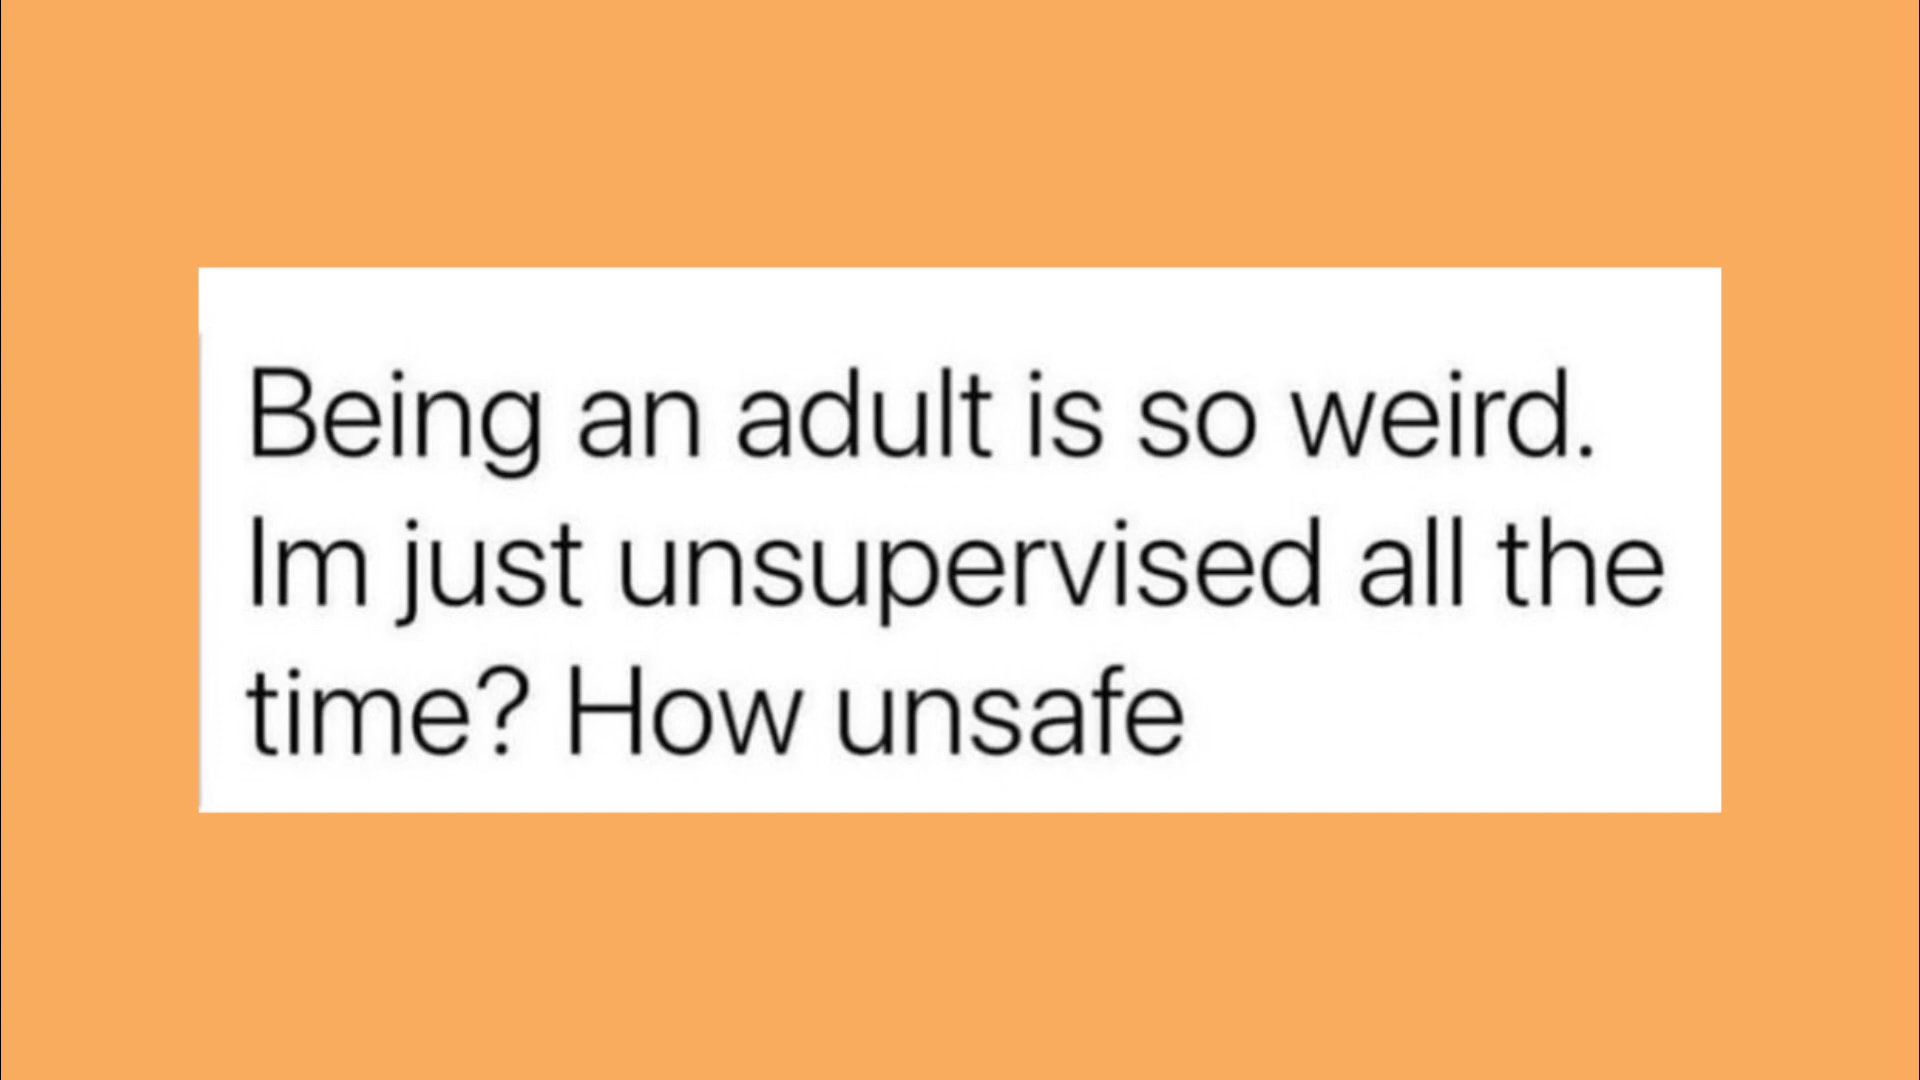 Being an adult is so weird.
Im just unsupervised all the
time? How unsafe